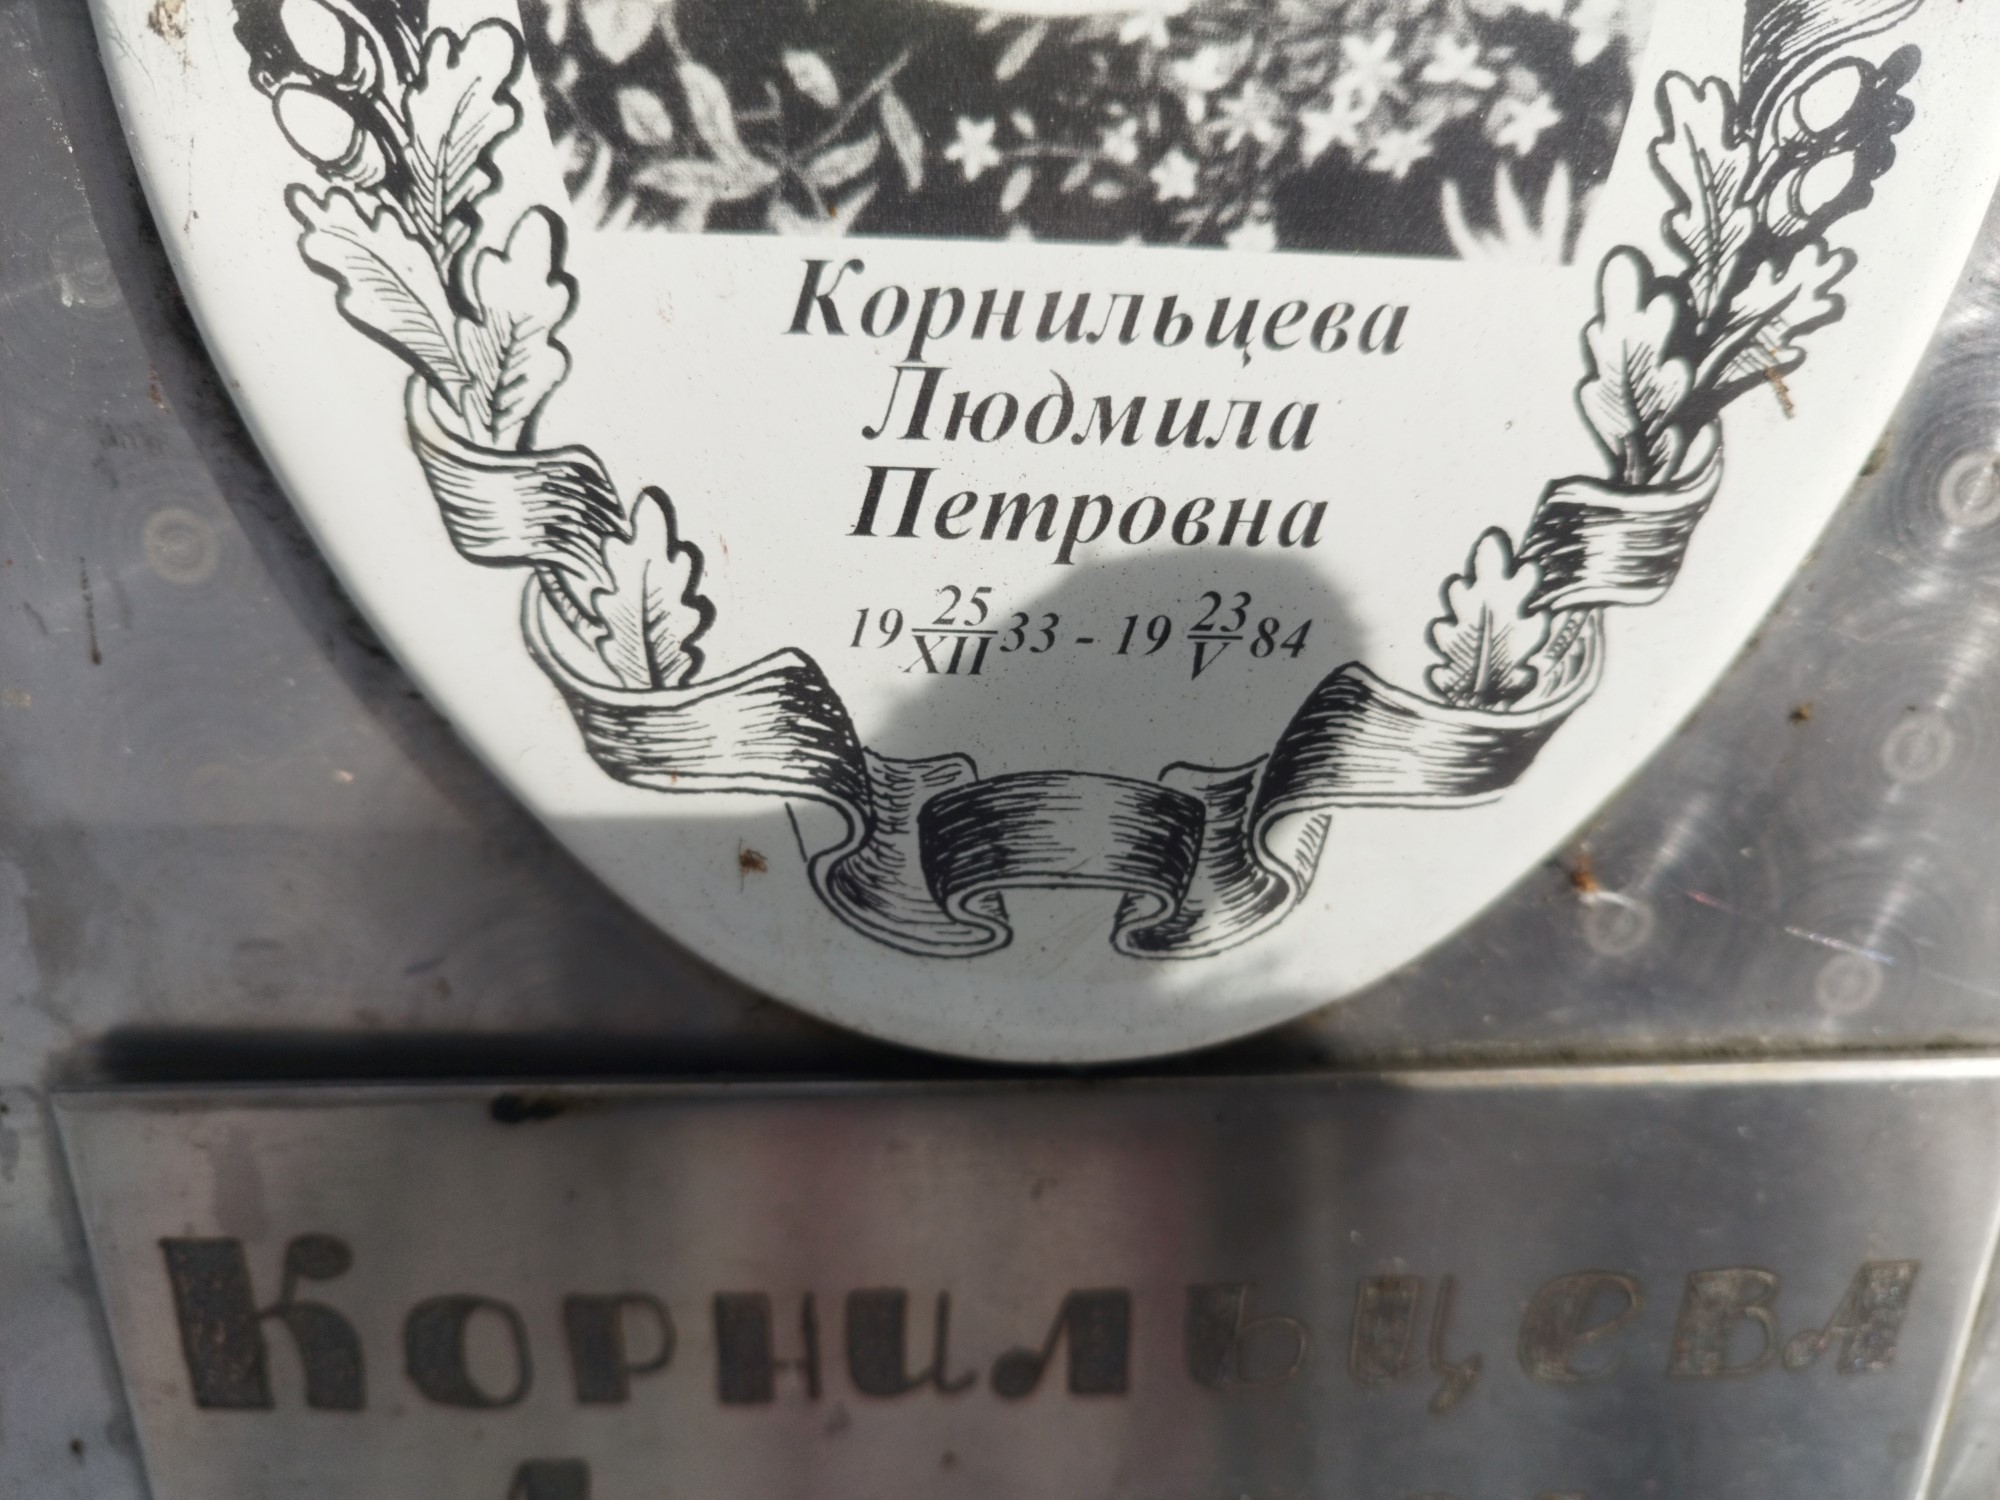 Корнильцева
Людмила
Петровна
19 25/XII 33 - 19 23/V 84
Корнильцева